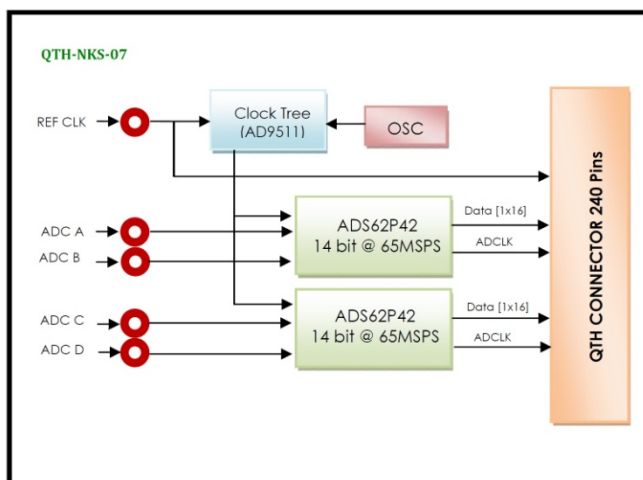 QTH-NKS-07
REF CLK
Clock Tree
(AD9511)
OSC
ADC A
ADC B
ADS62P42
14 bit @ 65MSPS
Data [1x16]
ADCLK
ADC C
ADC D
ADS62P42
14 bit @ 65MSPS
Data [1x16]
ADCLK
QTH CONNECTOR 240 Pins